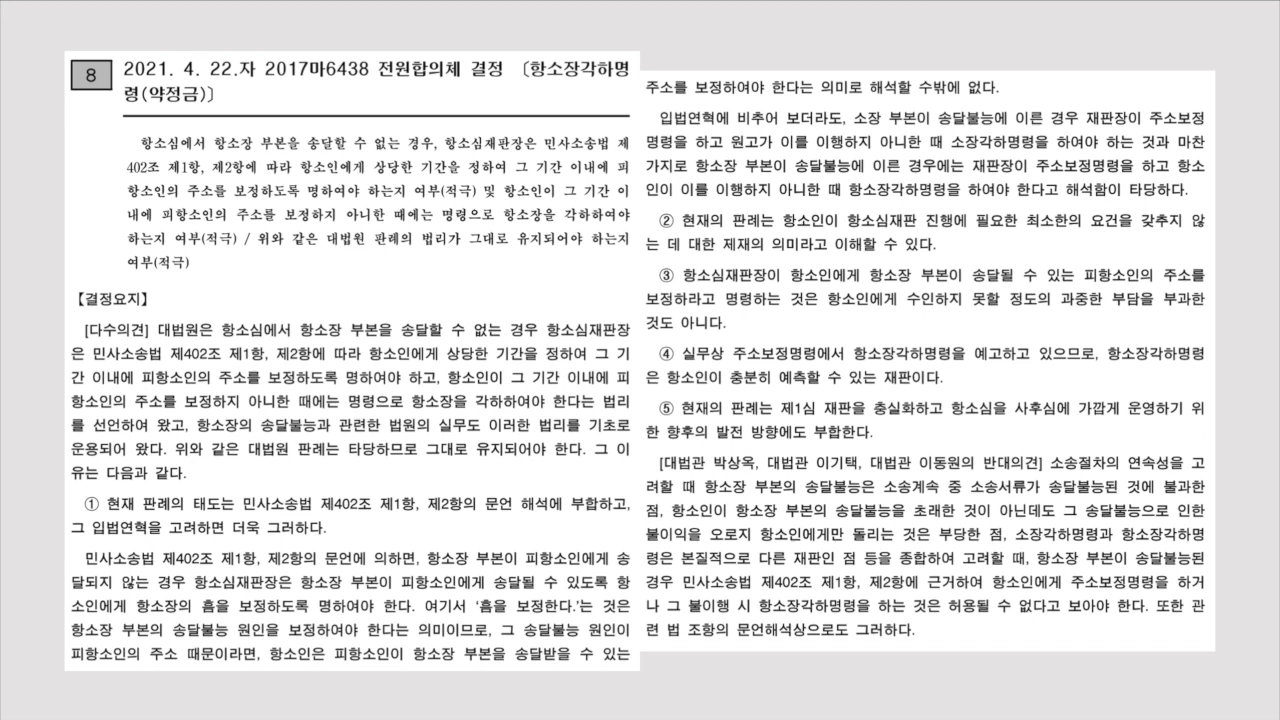 8
2021. 4. 22.자 2017마6438 전원합의체 결정 〔항소장각하명
령(약정금)〕
항소심에서 항소장 부본을 송달할 수 없는 경우, 항소심재판장은 민사소송법 제
402조 제1항, 제2항에 따라 항소인에게 상당한 기간을 정하여 그 기간 이내에 피
항소인의 주소를 보정하도록 명하여야 하는지 여부(적극) 및 항소인이 그 기간 이
내에 피항소인의 주소를 보정하지 아니한 때에는 명령으로 항소장을 각하하여야
하는지 여부(적극) / 위와 같은 대법원 판례의 법리가 그대로 유지되어야 하는지
여부(적극)
【결정요지】
[다수의견] 대법원은 항소심에서 항소장 부본을 송달할 수 없는 경우 항소심재판장
은 민사소송법 제402조 제1항, 제2항에 따라 항소인에게 상당한 기간을 정하여 그 기
간 이내에 피항소인의 주소를 보정하도록 명하여야 하고, 항소인이 그 기간 이내에 피
항소인의 주소를 보정하지 아니한 때에는 명령으로 항소장을 각하하여야 한다는 법리
를 선언하여 왔고, 항소장의 송달불능과 관련한 법원의 실무도 이러한 법리를 기초로
운용되어 왔다. 위와 같은 대법원 판례는 타당하므로 그대로 유지되어야 한다. 그 이
유는 다음과 같다.
① 현재 판례의 태도는 민사소송법 제402조 제1항, 제2항의 문언 해석에 부합하고,
그 입법연혁을 고려하면 더욱 그러하다.
민사소송법 제402조 제1항, 제2항의 문언에 의하면, 항소장 부본이 피항소인에게 송
달되지 않는 경우 항소심재판장은 항소장 부본이 피항소인에게 송달될 수 있도록 항
소인에게 항소장의 흠을 보정하도록 명하여야 한다. 여기서 ‘흠을 보정한다.’는 것은
항소장 부본의 송달불능 원인을 보정하여야 한다는 의미이므로, 그 송달불능 원인이
피항소인의 주소 때문이라면, 항소인은 피항소인이 항소장 부본을 송달받을 수 있는
주소를 보정하여야 한다는 의미로 해석할 수밖에 없다.
입법연혁에 비추어 보더라도, 소장 부본이 송달불능에 이른 경우 재판장이 주소보정
명령을 하고 원고가 이를 이행하지 아니한 때 소장각하명령을 하여야 하는 것과 마찬
가지로 항소장 부본이 송달불능에 이른 경우에는 재판장이 주소보정명령을 하고 항소
인이 이를 이행하지 아니한 때 항소장각하명령을 하여야 한다고 해석함이 타당하다.
② 현재의 판례는 항소인이 항소심재판 진행에 필요한 최소한의 요건을 갖추지 않
는 데 대한 제재의 의미라고 이해할 수 있다.
③ 항소심재판장이 항소인에게 항소장 부본이 송달될 수 있는 피항소인의 주소를
보정하라고 명령하는 것은 항소인에게 수인하지 못할 정도의 과중한 부담을 부과한
것도 아니다.
④ 실무상 주소보정명령에서 항소장각하명령을 예고하고 있으므로, 항소장각하명령
은 항소인이 충분히 예측할 수 있는 재판이다.
⑤ 현재의 판례는 제1심 재판을 충실화하고 항소심을 사후심에 가깝게 운영하기 위
한 향후의 발전 방향에도 부합한다.
[대법관 박상옥, 대법관 이기택, 대법관 이동원의 반대의견] 소송절차의 연속성을 고
려할 때 항소장 부본의 송달불능은 소송계속 중 소송서류가 송달불능된 것에 불과한
점, 항소인이 항소장 부본의 송달불능을 초래한 것이 아닌데도 그 송달불능으로 인한
불이익을 오로지 항소인에게만 돌리는 것은 부당한 점, 소장각하명령과 항소장각하명
령은 본질적으로 다른 재판인 점 등을 종합하여 고려할 때, 항소장 부본이 송달불능된
경우 민사소송법 제402조 제1항, 제2항에 근거하여 항소인에게 주소보정명령을 하거
나 그 불이행 시 항소장각하명령을 하는 것은 허용될 수 없다고 보아야 한다. 또한 관
련 법 조항의 문언해석상으로도 그러하다.